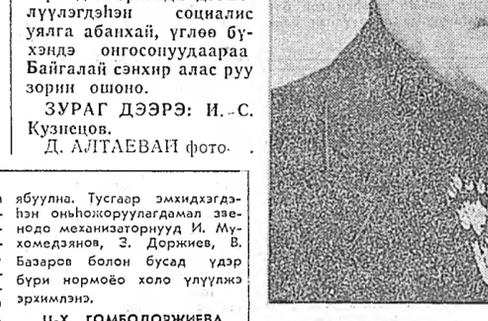 лүүлэгдэһэн социалис
уялга абанхай, үглөө бү-
хэндэ онгосонуудаараа
Байгалай сэнхир алас руу
зорин ошоно.
ЗУРАГ ДЭЭРЭ: И.-С.
Кузнецов.
Д. АЛТАЕВАЙ фото.
ябуулна. Тусгаар эмхидхэгдэ-
һэн оньһожоруулагдамал зве-
нодо механизаторнууд И. Му-
хомедзянов, З. Доржиев, В.
Базаров болон бусад үдэр
бүри нормоёо холо үлүүлжэ
эрхимлэнэ.
Ц-Х. ГОМБОДОРЖИЕВА